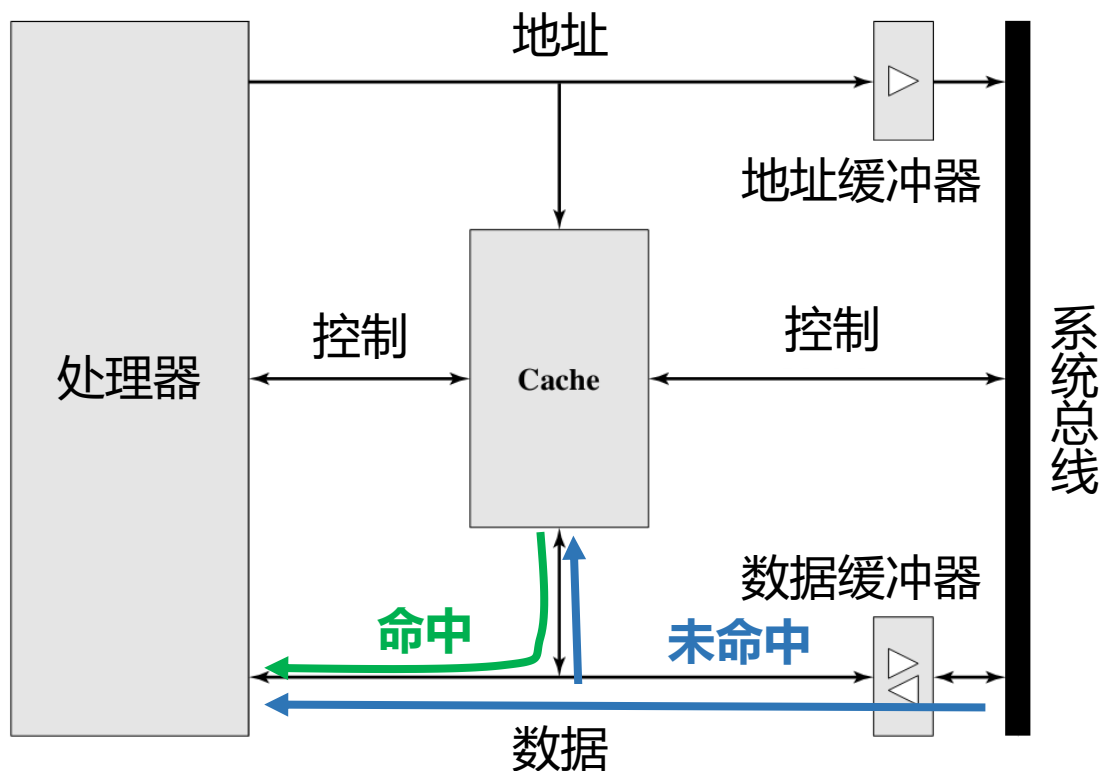 地址
地址缓冲器
控制
控制
处理器
Cache
系统总线
数据缓冲器
命中
未命中
数据